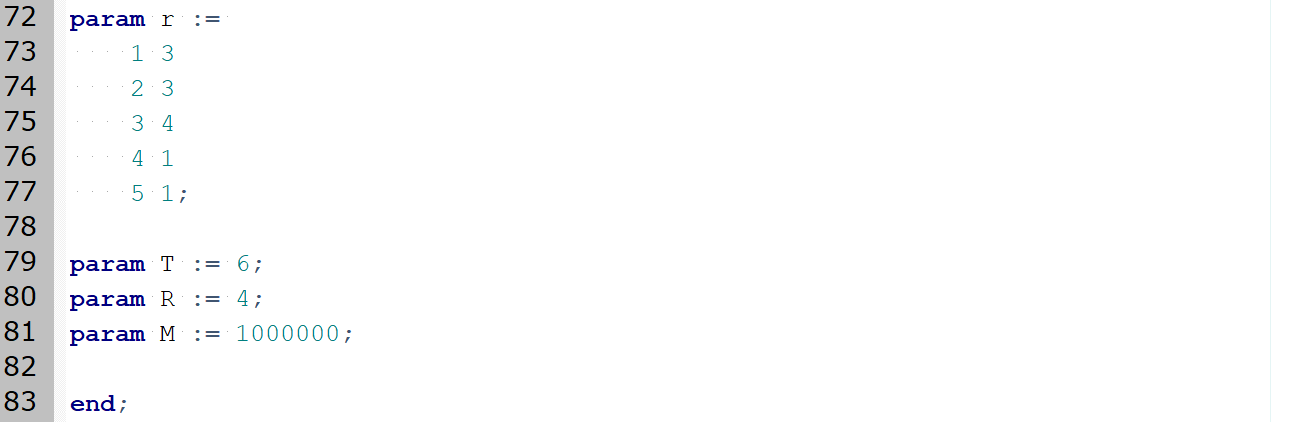 72 param r :=
73     1 3
74     2 3
75     3 4
76     4 1
77     5 1;
78
79 param T := 6;
80 param R := 4;
81 param M := 1000000;
82
83 end;